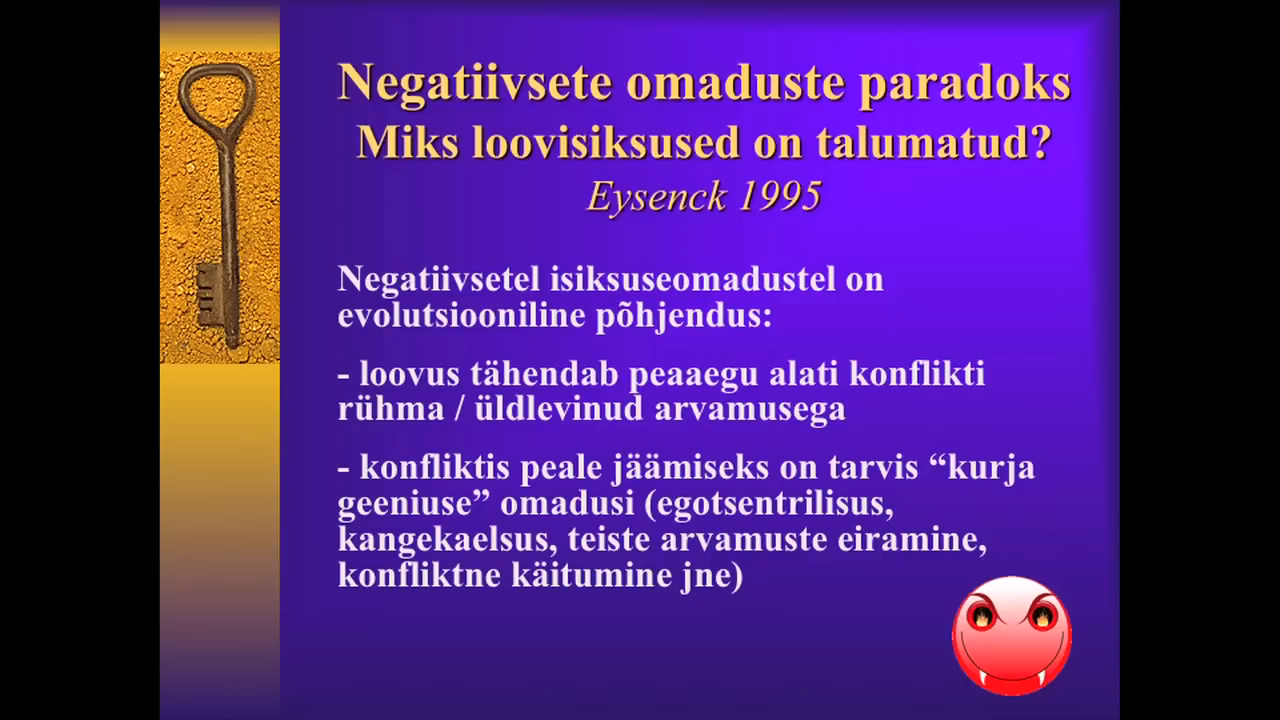 Negatiivsete omaduste paradoks
Miks loovisiksused on talumatud?
Eysenck 1995
Negatiivsetel isiksuseomadustel on
evolutsiooniline põhjendus:
- loovus tähendab peaaegu alati konflikti
rühma / üldlevinud arvamusega
- konfliktis peale jäämiseks on tarvis “kurja
geeniuse” omadusi (egotsentrilisus,
kangekaelsus, teiste arvamuste eiramine,
konfliktne käitumine jne)